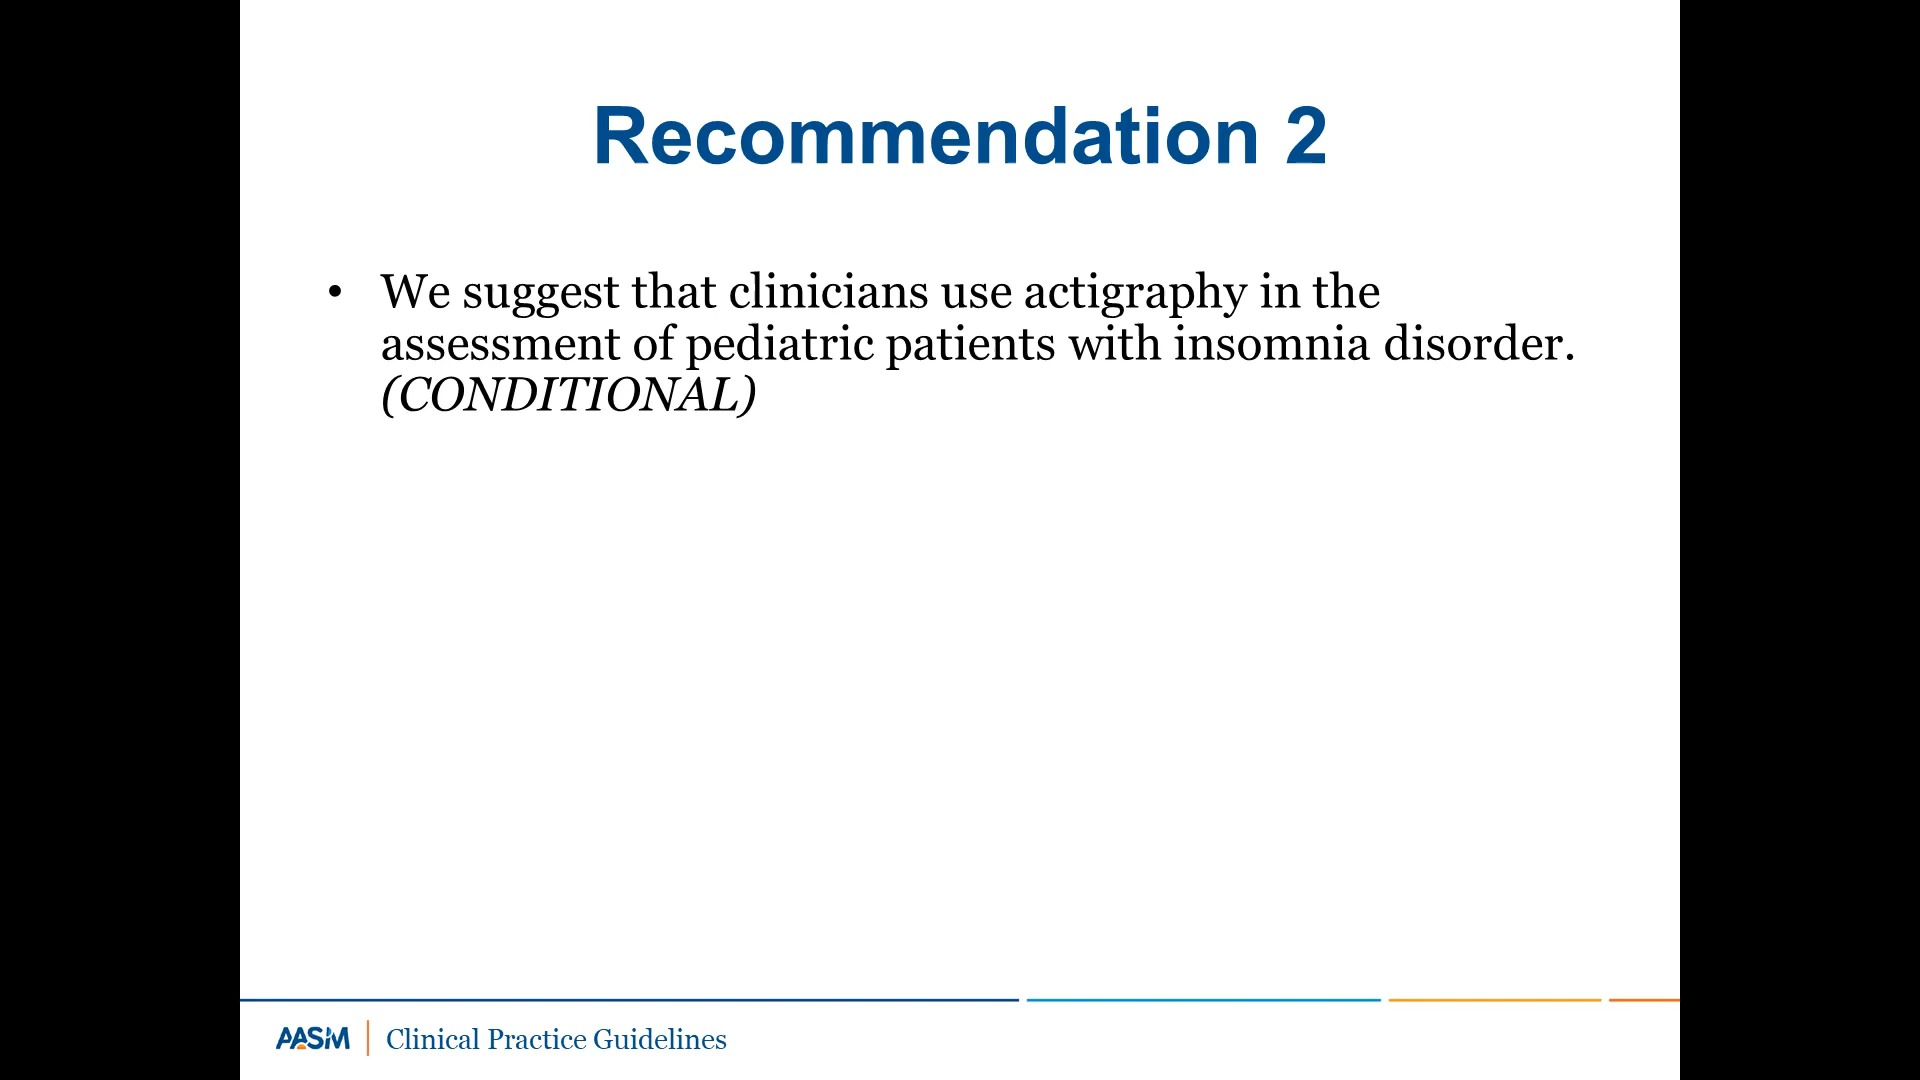 Recommendation 2
• We suggest that clinicians use actigraphy in the
assessment of pediatric patients with insomnia disorder.
(CONDITIONAL)
AASM | Clinical Practice Guidelines